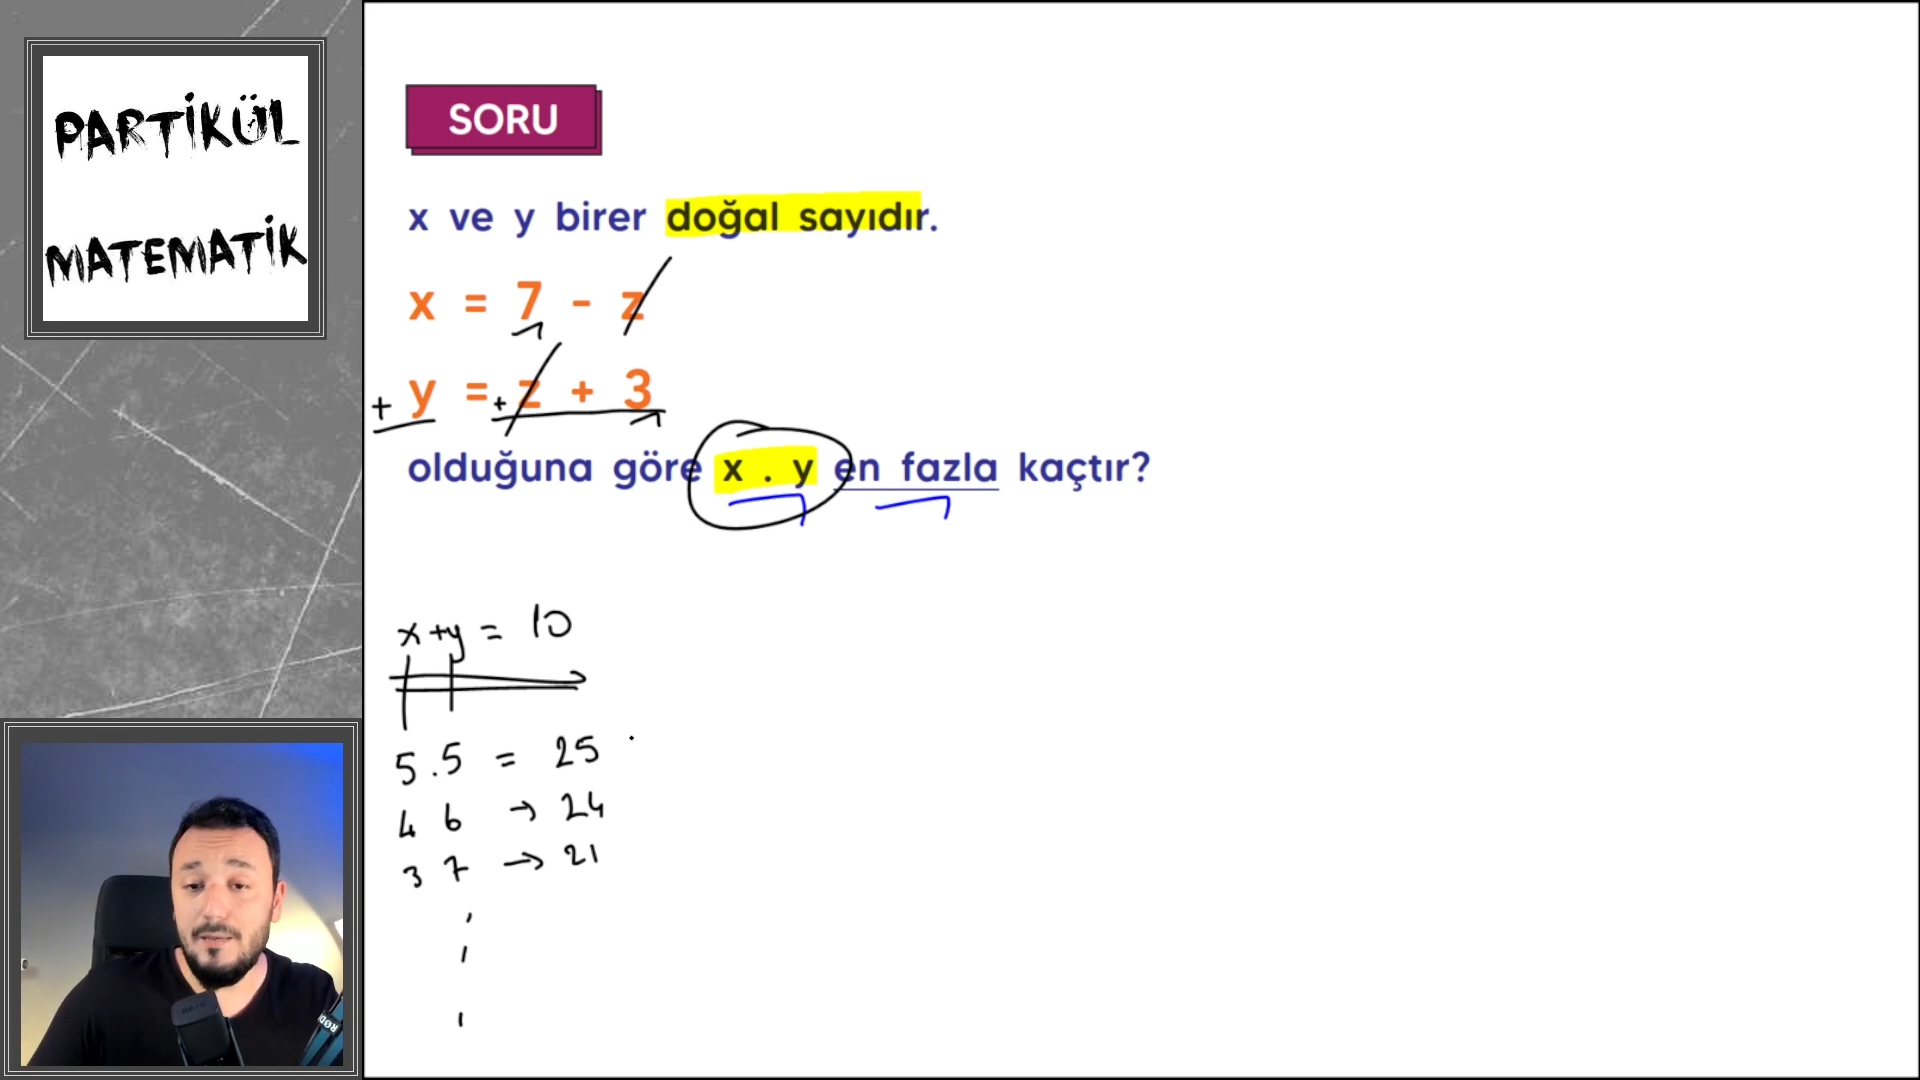 PARTİKÜL
MATEMATİK
SORU
x ve y birer doğal sayıdır.
x = 7 - z
+ y = + z + 3
olduğuna göre x . y en fazla kaçtır?
x + y = 10
5 . 5 = 25
4 6 → 24
3 7 → 21
RØD